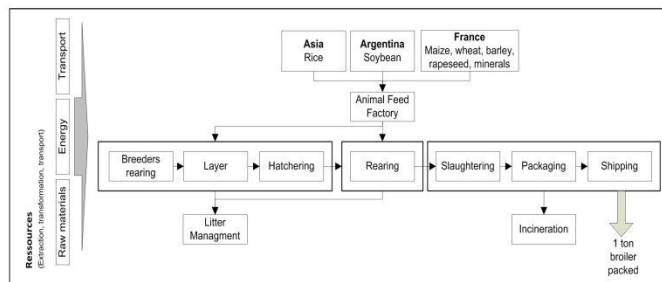 Ressources
(Extraction, transformation, transport)
Transport
Energy
Raw materials
Asia
Rice
Argentina
Soybean
France
Maize, wheat, barley,
rapeseed, minerals
Animal Feed
Factory
Breeders
rearing
Layer
Hatchering
Rearing
Slaughtering
Packaging
Shipping
Litter
Managment
Incineration
1 ton
broiler
packed